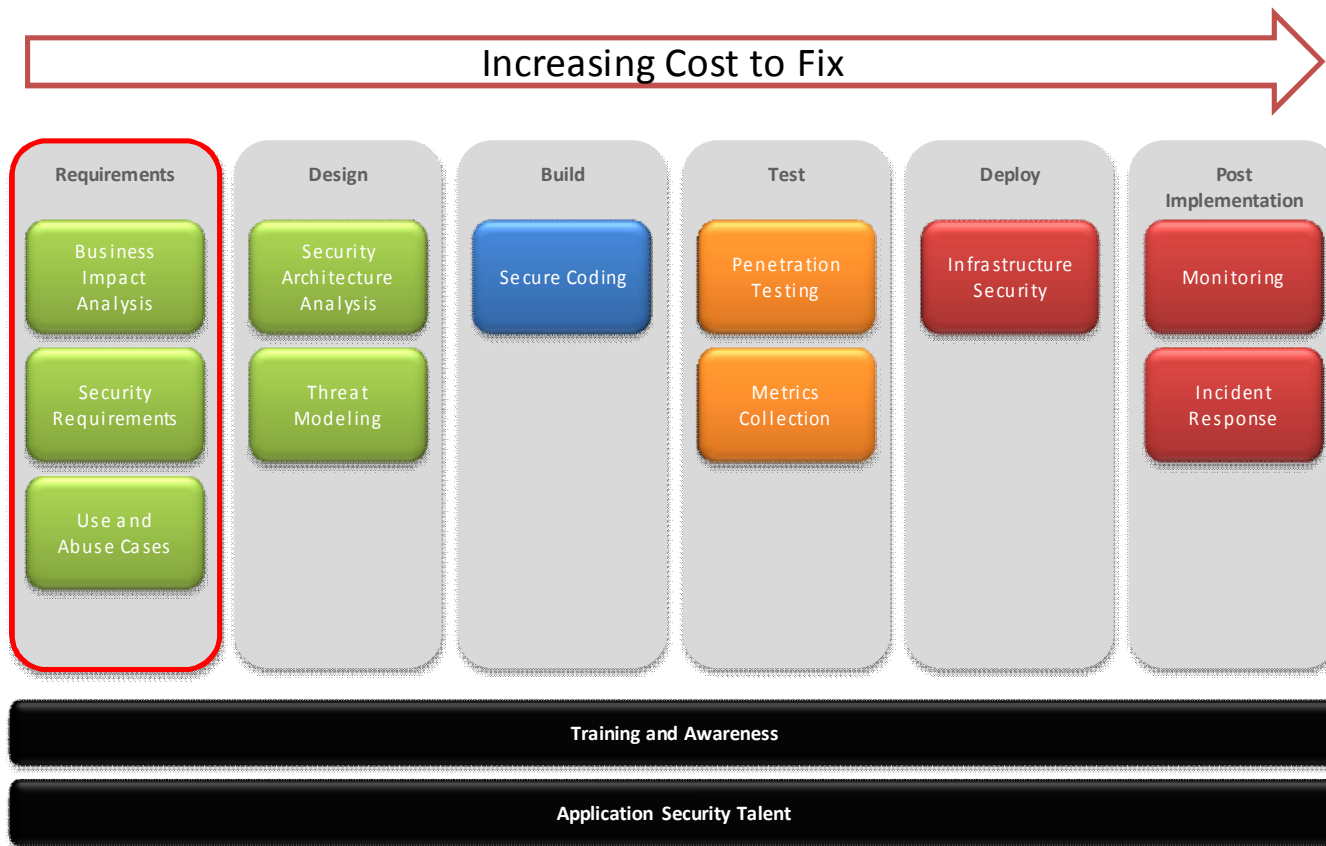 Increasing Cost to Fix
Requirements
Business
Impact
Analysis
Security
Requirements
Use and
Abuse Cases
Design
Security
Architecture
Analysis
Threat
Modeling
Build
Secure Coding
Test
Penetration
Testing
Metrics
Collection
Deploy
Infrastructure
Security
Post
Implementation
Monitoring
Incident
Response
Training and Awareness
Application Security Talent